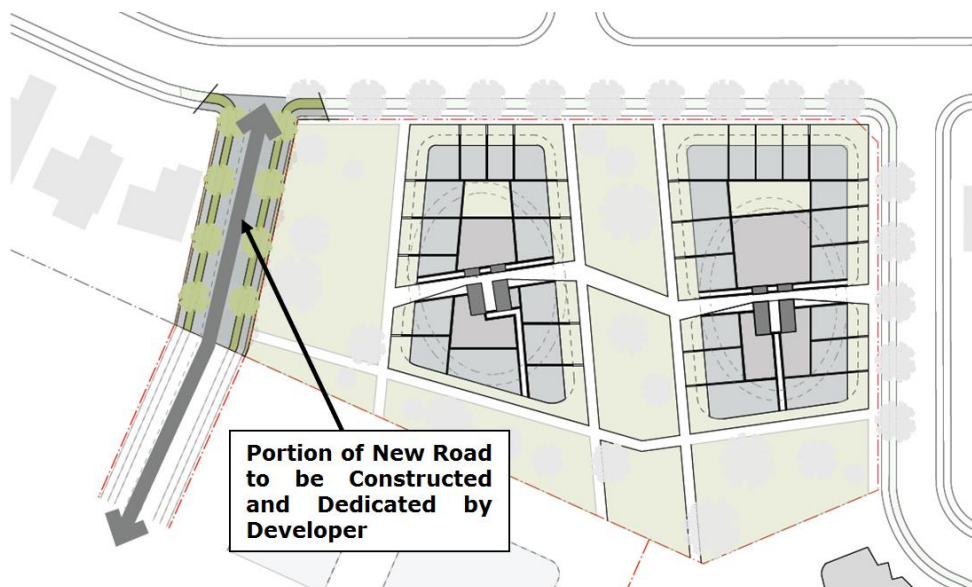 Portion of New Road
to be Constructed
and Dedicated by
Developer